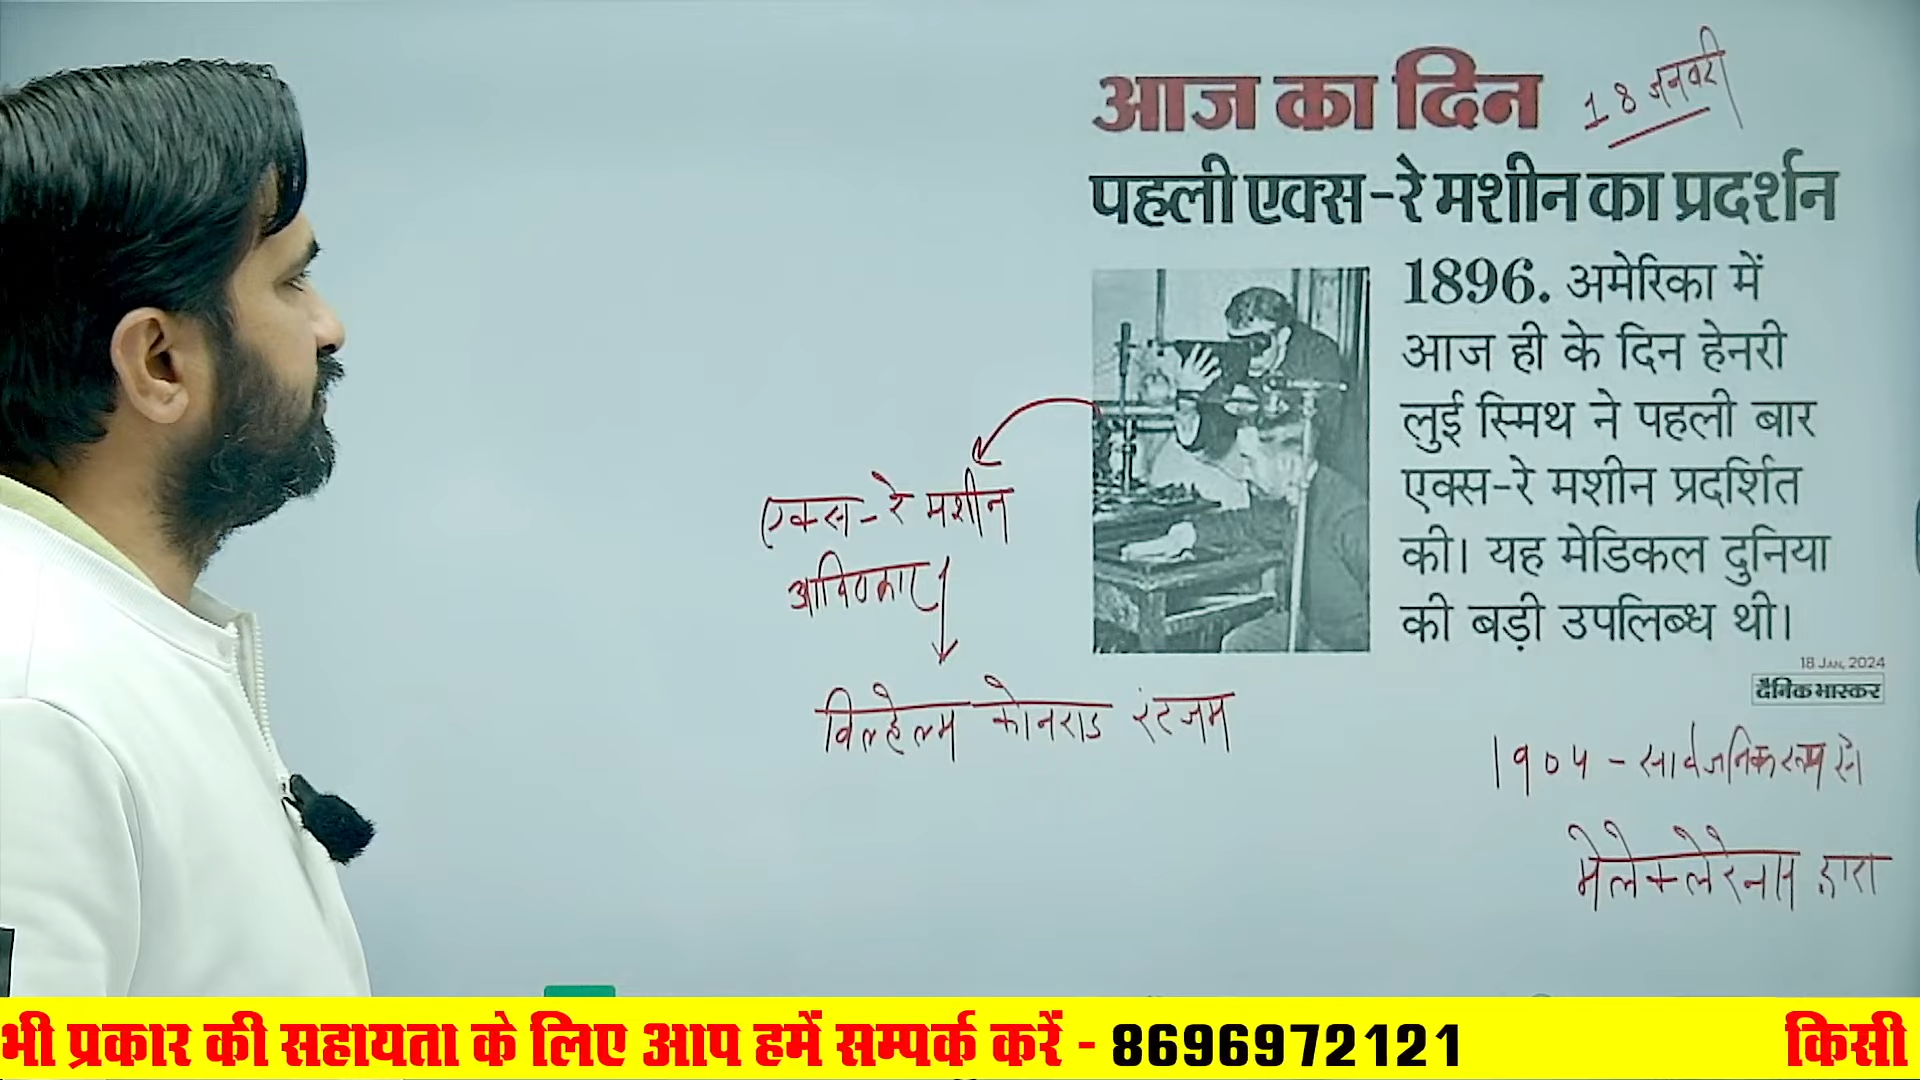 आज का दिन
18 जनवरी
पहली एक्स-रे मशीन का प्रदर्शन
1896. अमेरिका में
आज ही के दिन हेनरी
लुई स्मिथ ने पहली बार
एक्स-रे मशीन प्रदर्शित
की। यह मेडिकल दुनिया
की बड़ी उपलिब्ध थी।
18 Jan, 2024
दैनिक भास्कर
एक्स-रे मशीन
आविष्कार
विल्हेल्म कोनराड रंटजम
1904 - सार्वजनिक रूप से
द्वारा
भी प्रकार की सहायता के लिए आप हमें सम्पर्क करें - 8696972121 किसी